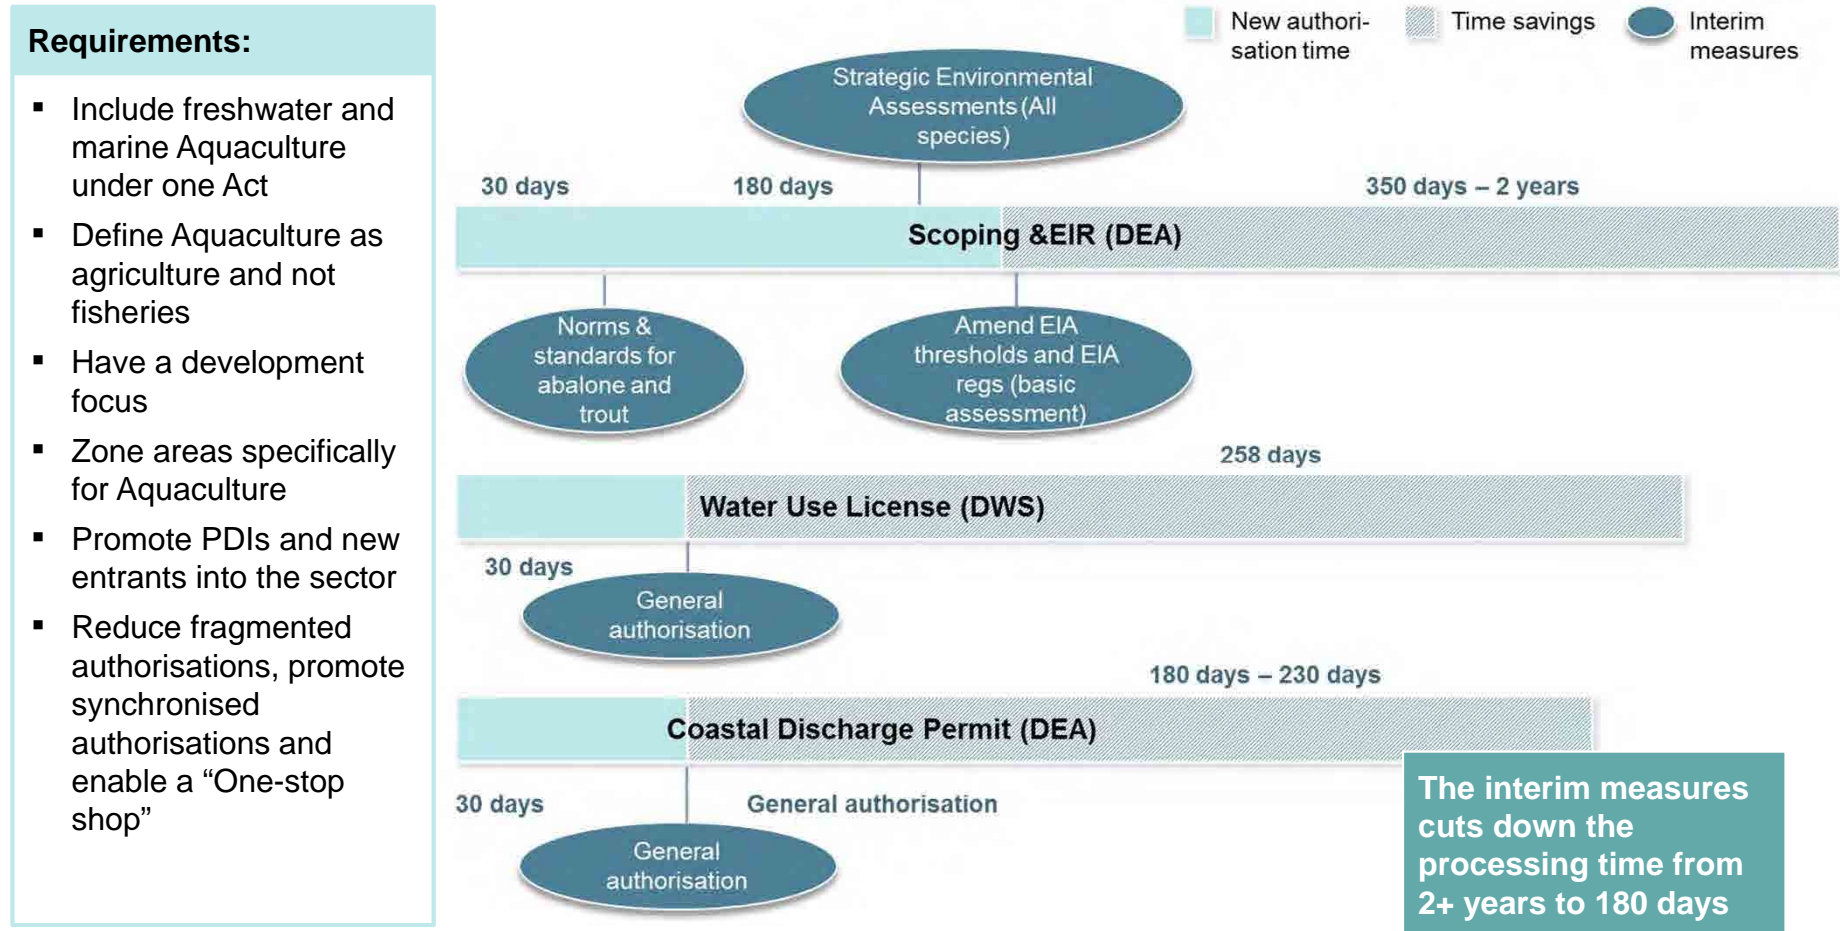 Requirements:
▪ Include freshwater and
marine Aquaculture
under one Act
▪ Define Aquaculture as
agriculture and not
fisheries
▪ Have a development
focus
▪ Zone areas specifically
for Aquaculture
▪ Promote PDIs and new
entrants into the sector
▪ Reduce fragmented
authorisations, promote
synchronised
authorisations and
enable a “One-stop
shop”
New authori-
sation time
Time savings
Interim
measures
Strategic Environmental
Assessments (All
species)
30 days
180 days
350 days – 2 years
Scoping &EIR (DEA)
Norms &
standards for
abalone and
trout
Amend EIA
thresholds and EIA
regs (basic
assessment)
258 days
Water Use License (DWS)
30 days
General
authorisation
180 days – 230 days
Coastal Discharge Permit (DEA)
30 days
General authorisation
General
authorisation
The interim measures
cuts down the
processing time from
2+ years to 180 days